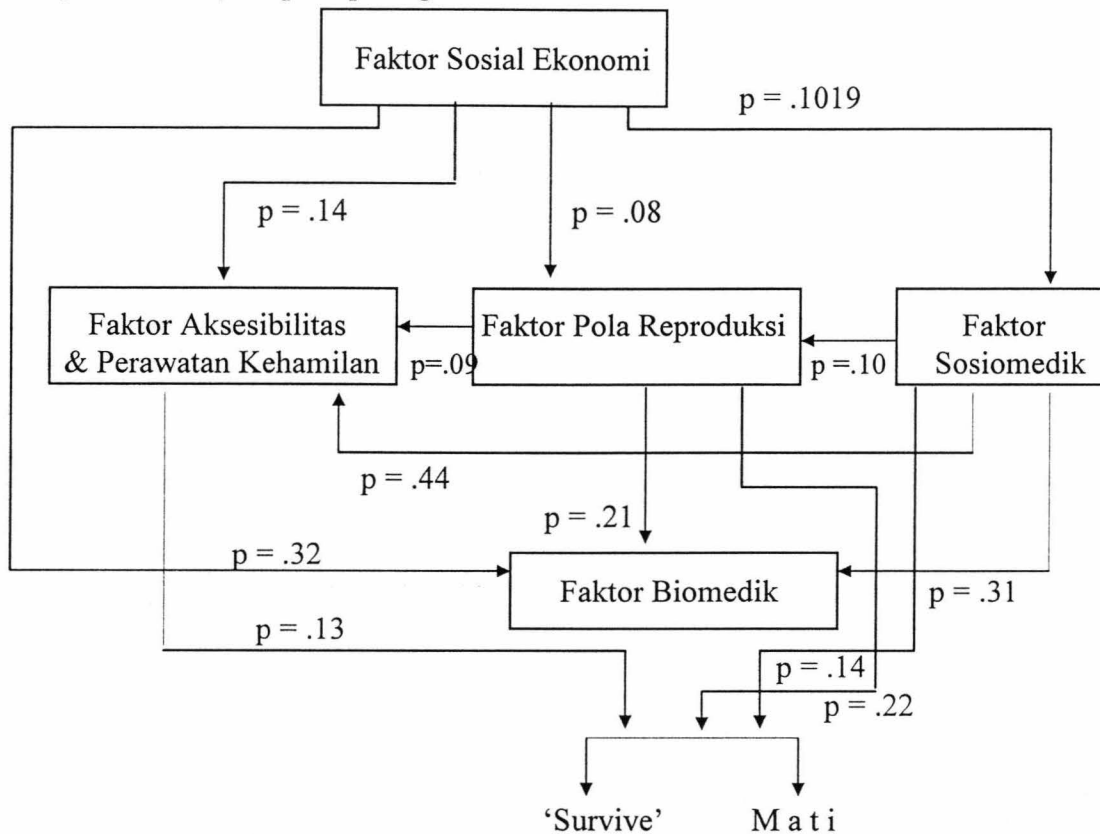 Faktor Sosial Ekonomi
p = .1019
p = .14
p = .08
Faktor Aksesibilitas
& Perawatan Kehamilan
p=.09
Faktor Pola Reproduksi
p =.10
Faktor
Sosiomedik
p = .44
p = .21
p = .32
Faktor Biomedik
p = .31
p = .13
p = .14
p = .22
‘Survive’
M a t i